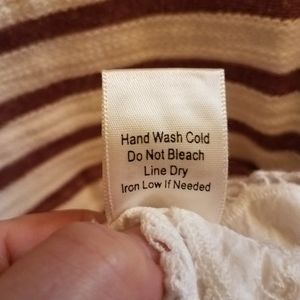 Hand Wash Cold
Do Not Bleach
Line Dry
Iron Low If Needed